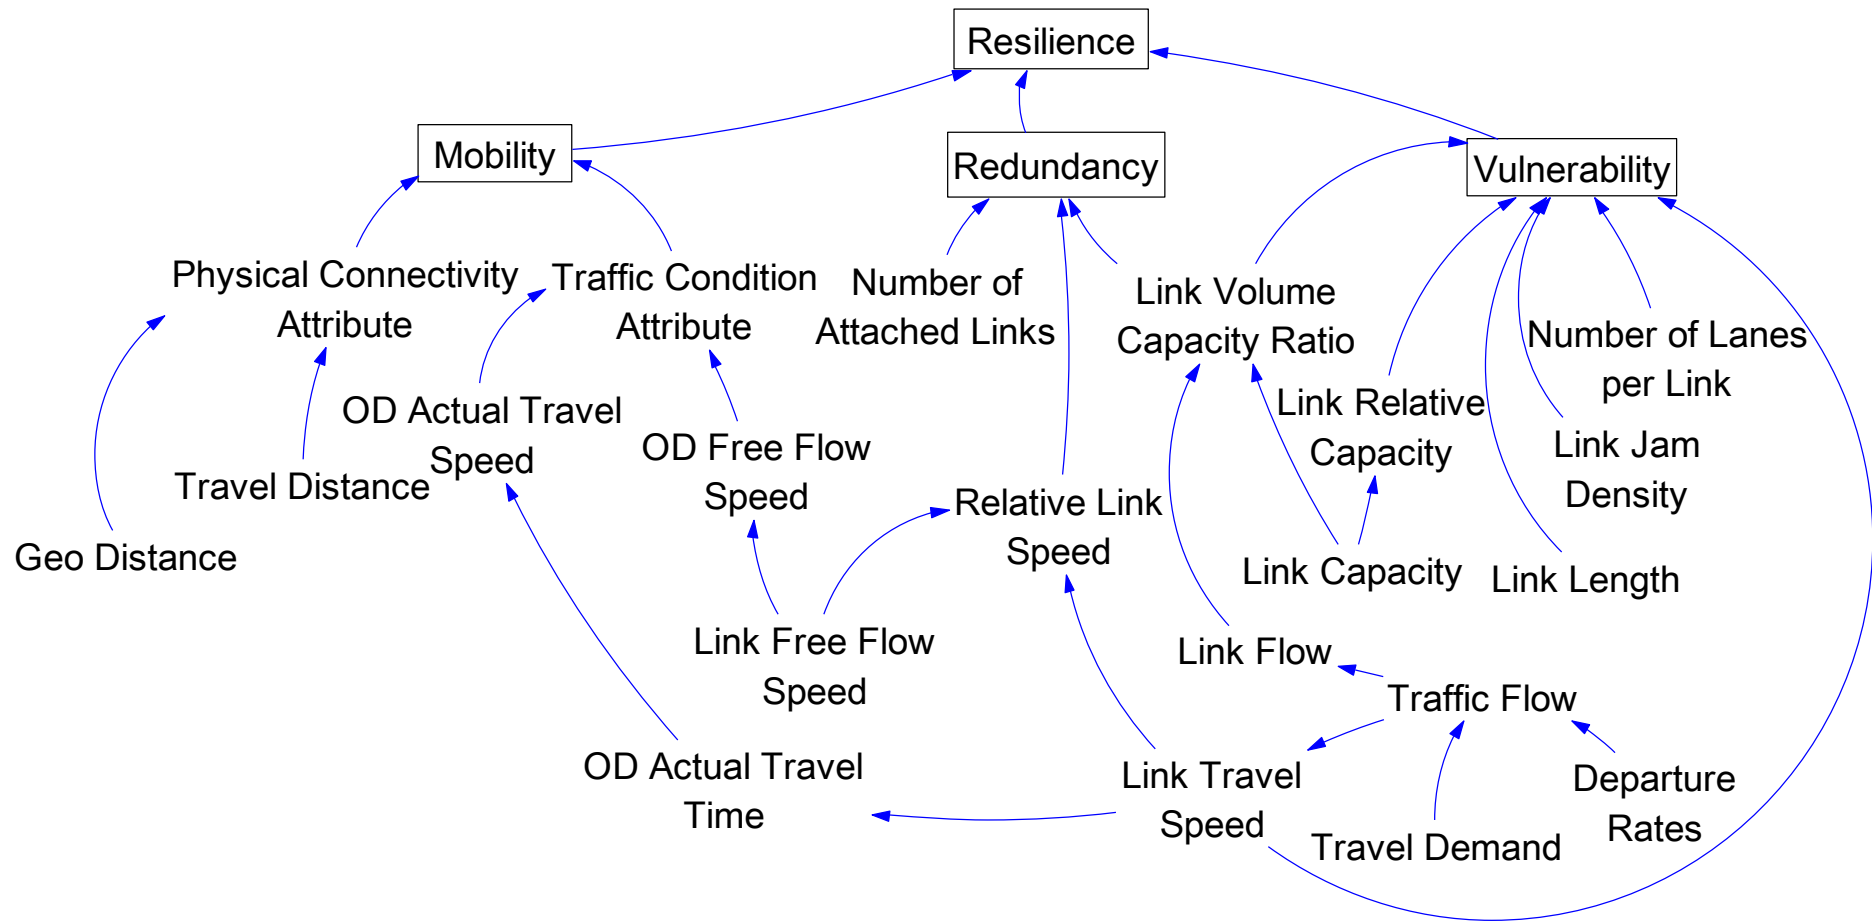 Resilience
Mobility
Redundancy
Vulnerability
Physical Connectivity
Attribute
Traffic Condition
Attribute
Number of
Attached Links
Link Volume
Capacity Ratio
Number of Lanes
per Link
Link Relative
Capacity
OD Actual Travel
Speed
OD Free Flow
Speed
Link Jam
Density
Travel Distance
Relative Link
Speed
Geo Distance
Link Capacity
Link Length
Link Free Flow
Speed
Link Flow
Traffic Flow
OD Actual Travel
Time
Link Travel
Speed
Departure
Rates
Travel Demand